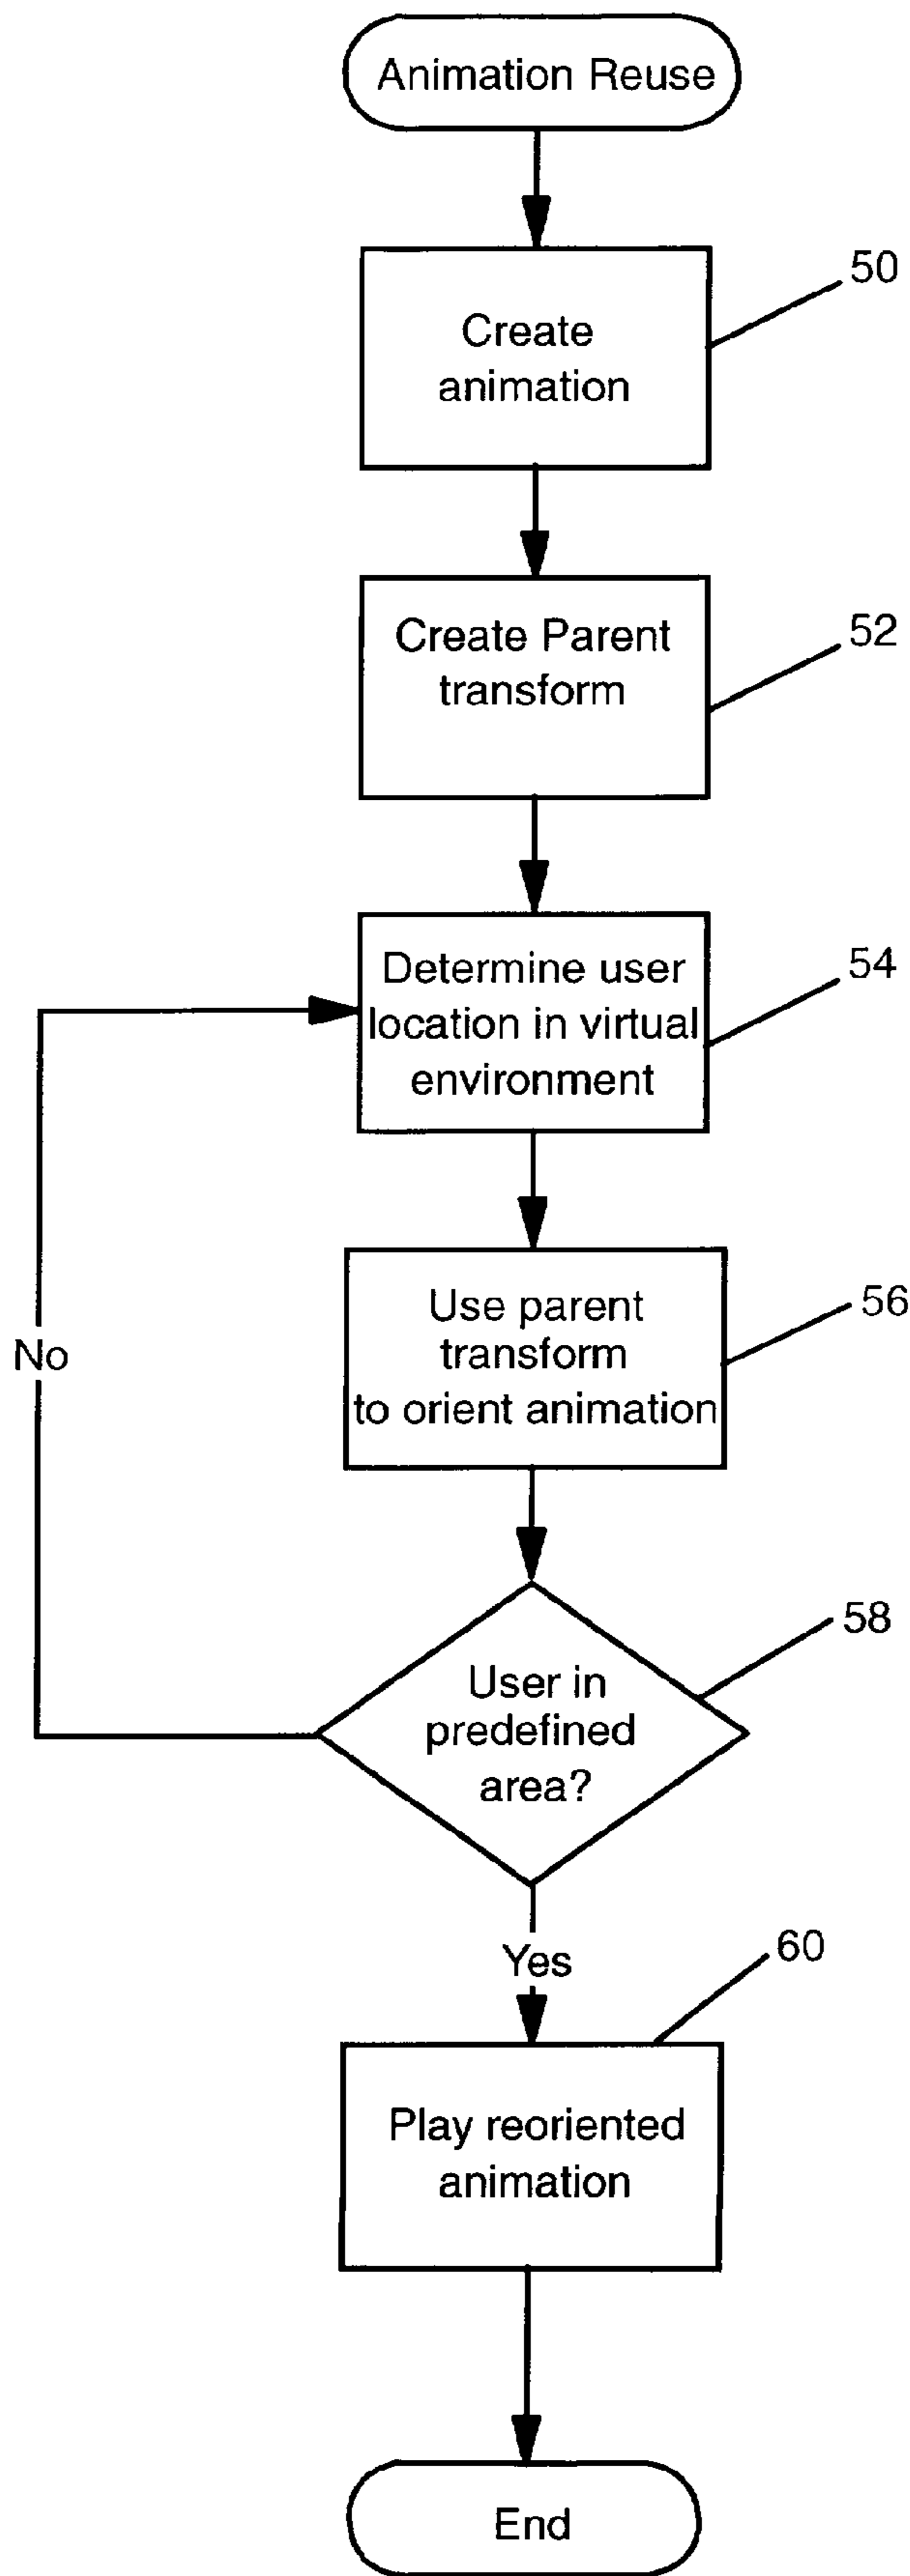 Animation Reuse
50
Create
animation
52
Create Parent
transform
54
Determine user
location in virtual
environment
56
Use parent
transform
to orient animation
No
58
User in
predefined
area?
Yes
60
Play reoriented
animation
End